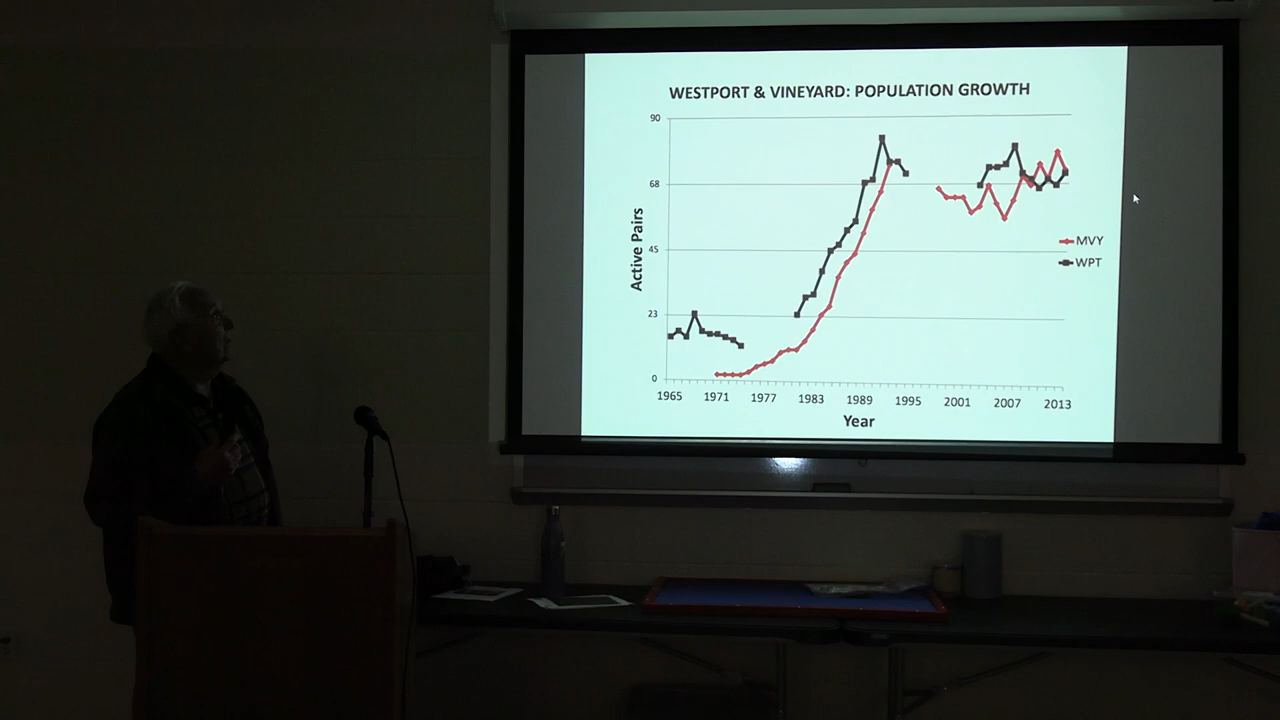 WESTPORT & VINEYARD: POPULATION GROWTH
90
68
45
23
0
Active Pairs
1965 1971 1977 1983 1989 1995 2001 2007 2013
Year
MVY
WPT